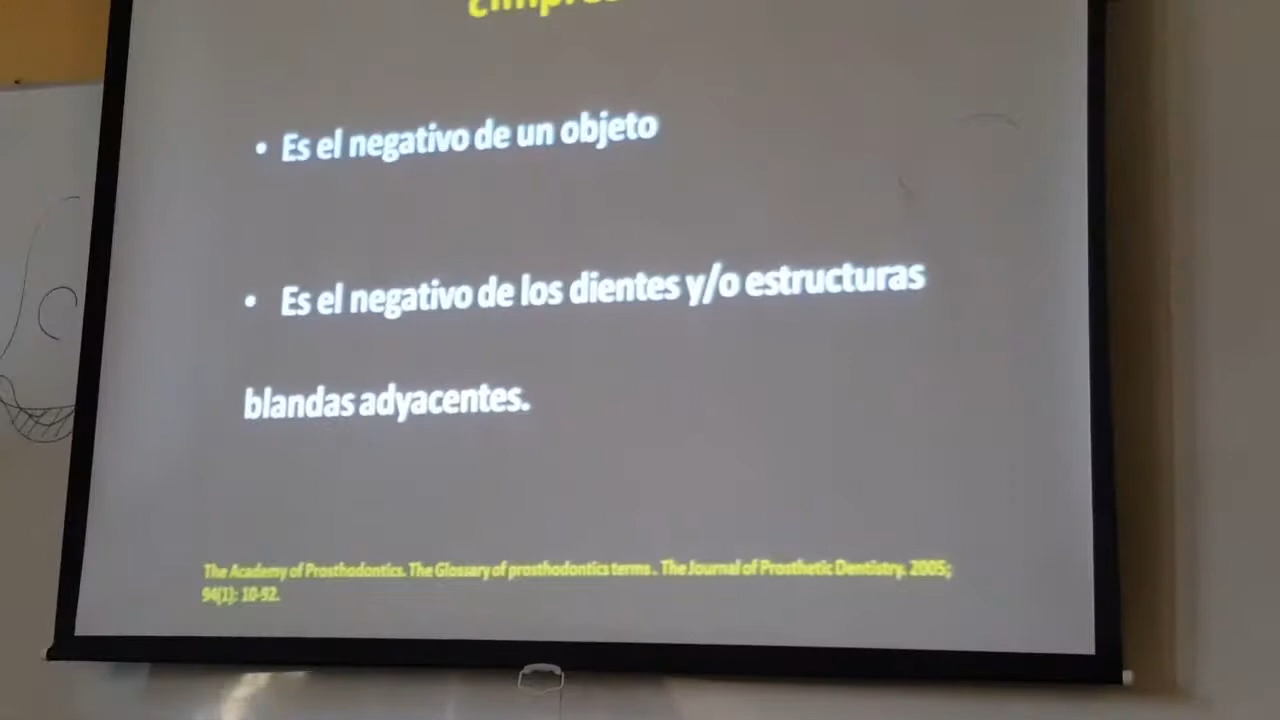 • Es el negativo de un objeto
• Es el negativo de los dientes y/o estructuras
blandas adyacentes.
The Academy of Prosthodontics. The Glossary of prosthodontics terms . The Journal of Prosthetic Dentistry. 2005;
94(1): 10-92.